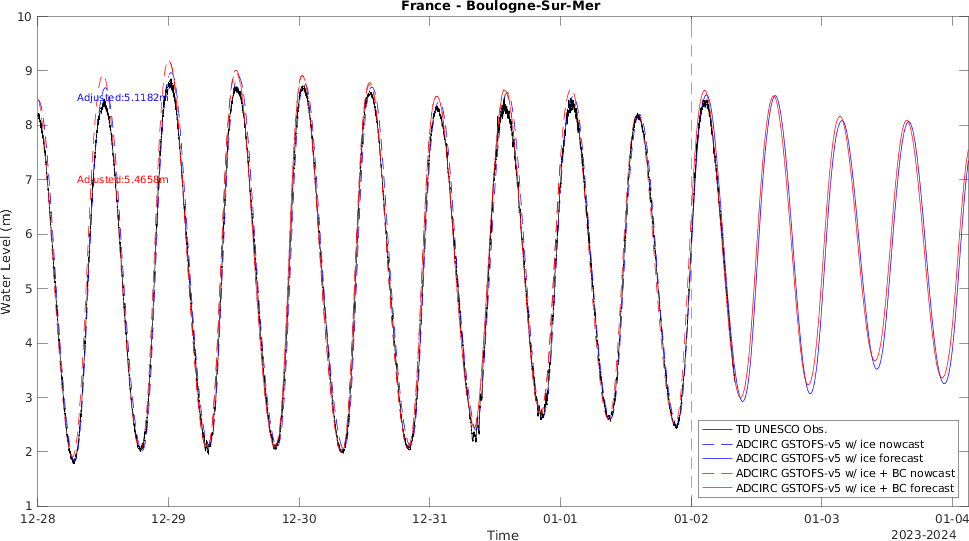 France - Boulogne-Sur-Mer
10
9
8
7
6
5
4
3
2
1
Water Level (m)
Adjusted:5.1182m
Adjusted:5.4658m
TD UNESCO Obs.
ADCIRC GSTOFS-v5 w/ ice nowcast
ADCIRC GSTOFS-v5 w/ ice forecast
ADCIRC GSTOFS-v5 w/ ice + BC nowcast
ADCIRC GSTOFS-v5 w/ ice + BC forecast
12-28 12-29 12-30 12-31 01-01 01-02 01-03 01-04
Time
2023-2024